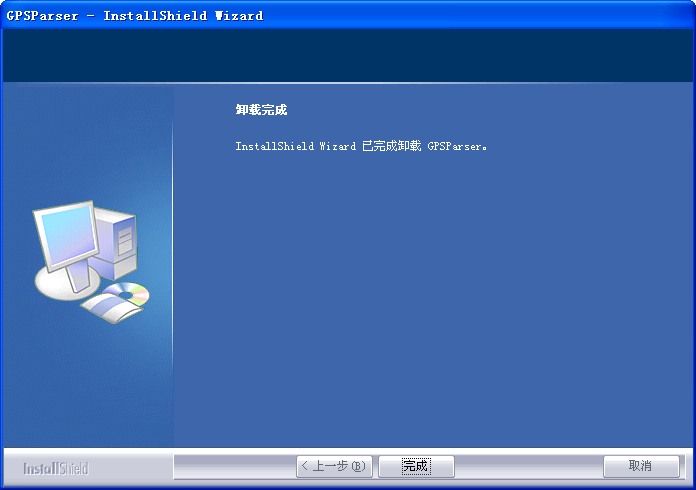 GPSParser - InstallShield Wizard
卸载完成
InstallShield Wizard 已完成卸载 GPSParser。
InstallShield
< 上一步(B)
完成
取消